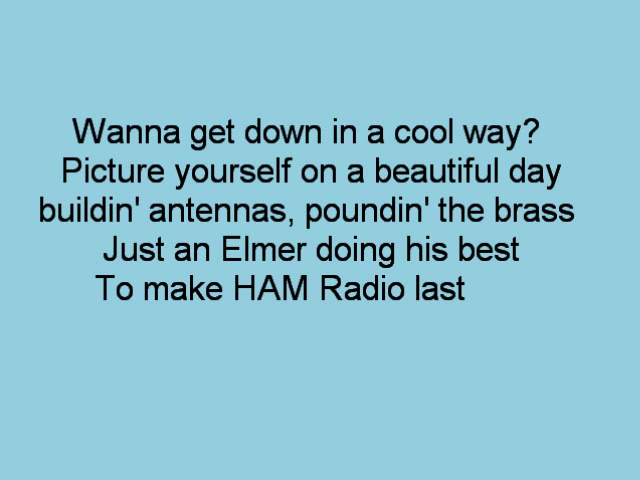 Wanna get down in a cool way?
Picture yourself on a beautiful day
buildin' antennas, poundin' the brass
Just an Elmer doing his best
To make HAM Radio last